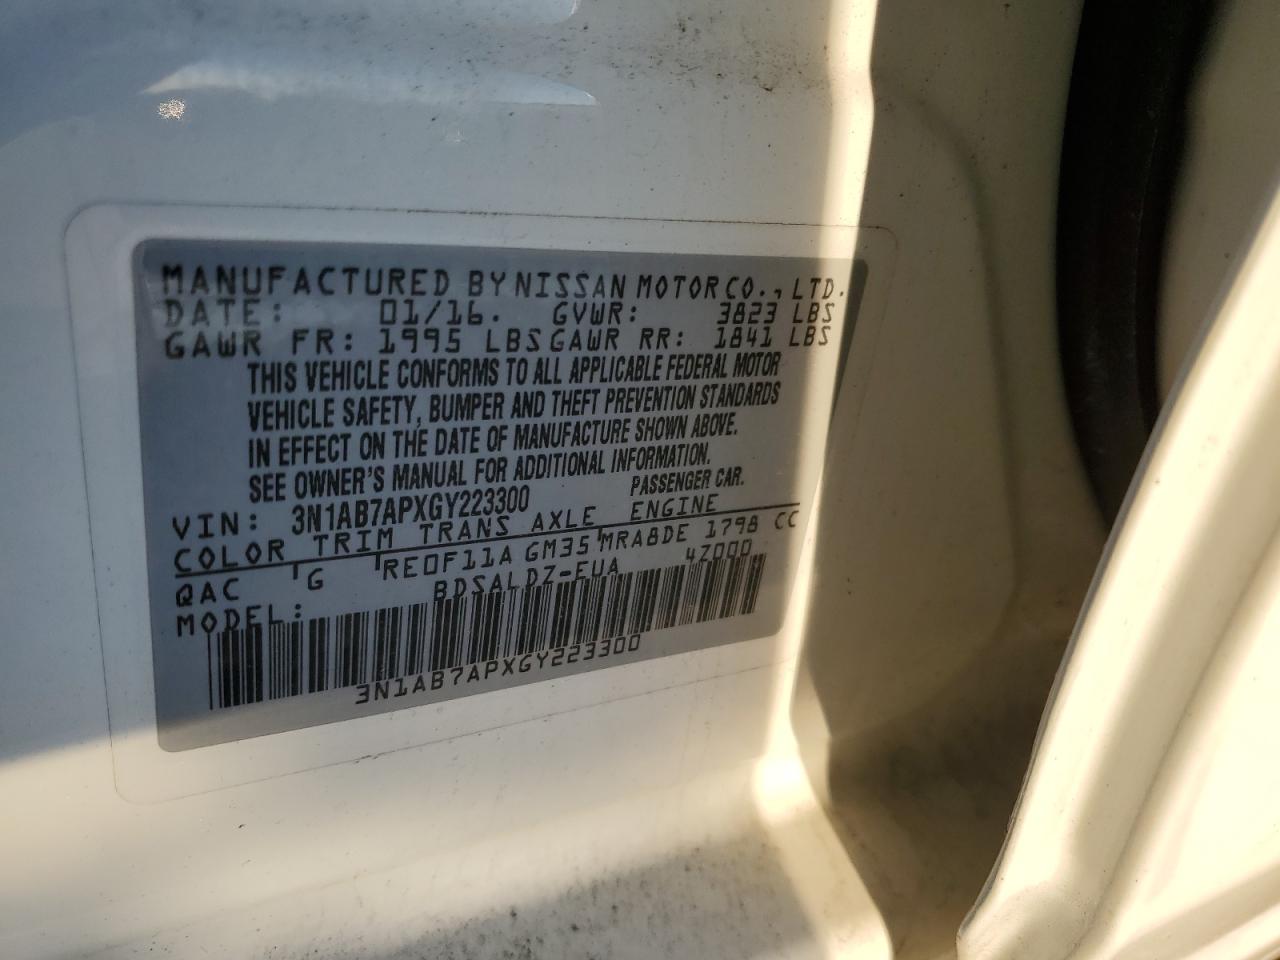 MANUFACTURED BY NISSAN MOTOR CO., LTD.
DATE: 01/16. GVWR: 3823 LBS
GAWR FR: 1995 LBS GAWR RR: 1841 LBS
THIS VEHICLE CONFORMS TO ALL APPLICABLE FEDERAL MOTOR
VEHICLE SAFETY, BUMPER AND THEFT PREVENTION STANDARDS
IN EFFECT ON THE DATE OF MANUFACTURE SHOWN ABOVE.
SEE OWNER'S MANUAL FOR ADDITIONAL INFORMATION.
VIN: 3N1AB7APXGY223300 PASSENGER CAR.
COLOR TRIM TRANS AXLE ENGINE
QAC G RE0F11A GM35 MRA8DE 1798 CC
MODEL: BDSALDZ-EUA 4Z000
3N1AB7APXGY223300